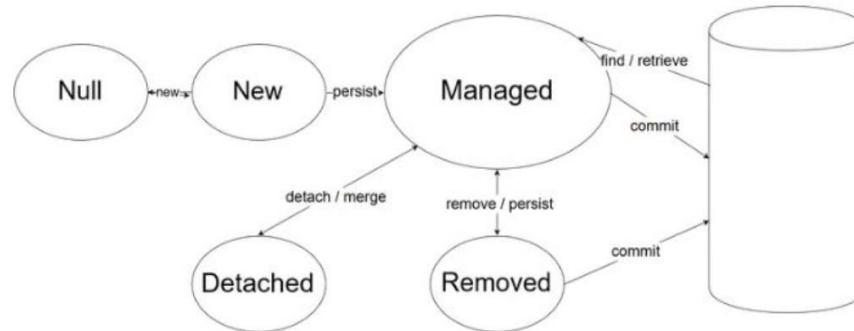 Null
new
New
persist
Managed
find / retrieve
commit
detach / merge
remove / persist
Detached
Removed
commit